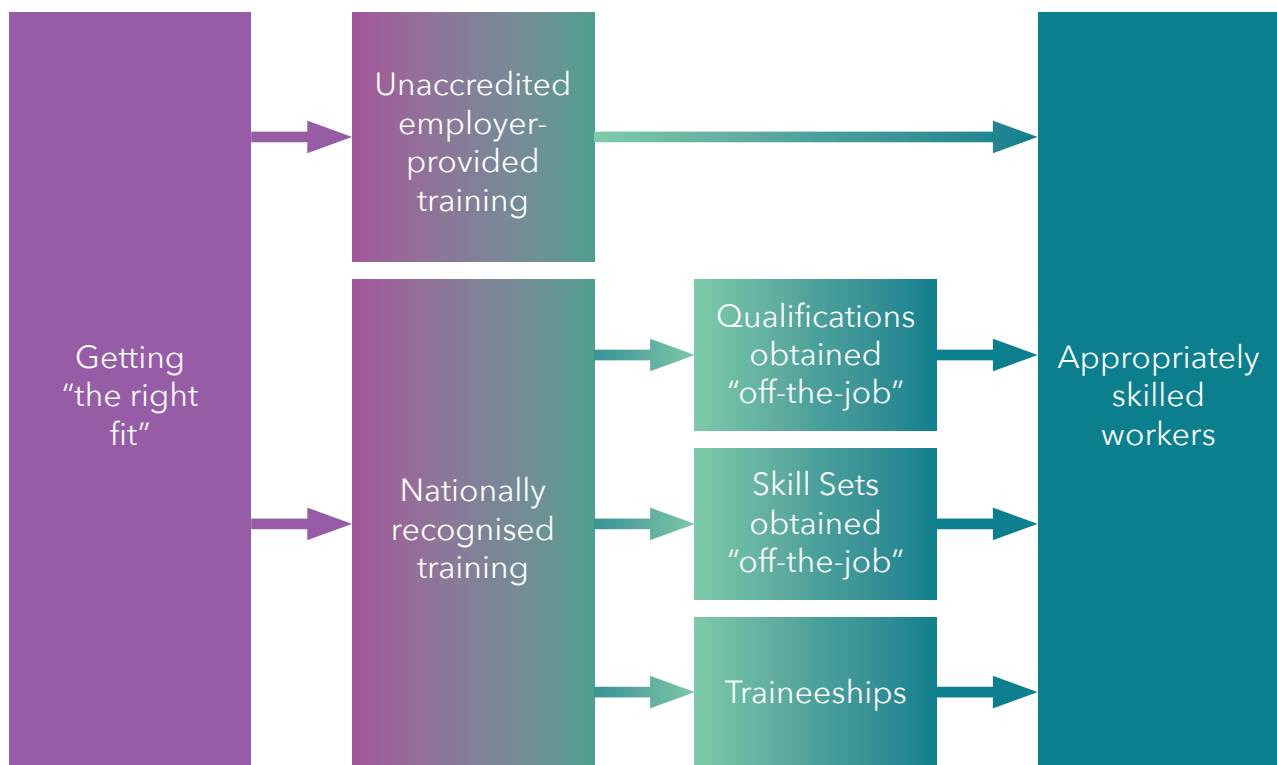 Getting
“the right
fit”
Unaccredited
employer-
provided
training
Nationally
recognised
training
Qualifications
obtained
“off-the-job”
Skill Sets
obtained
“off-the-job”
Traineeships
Appropriately
skilled
workers